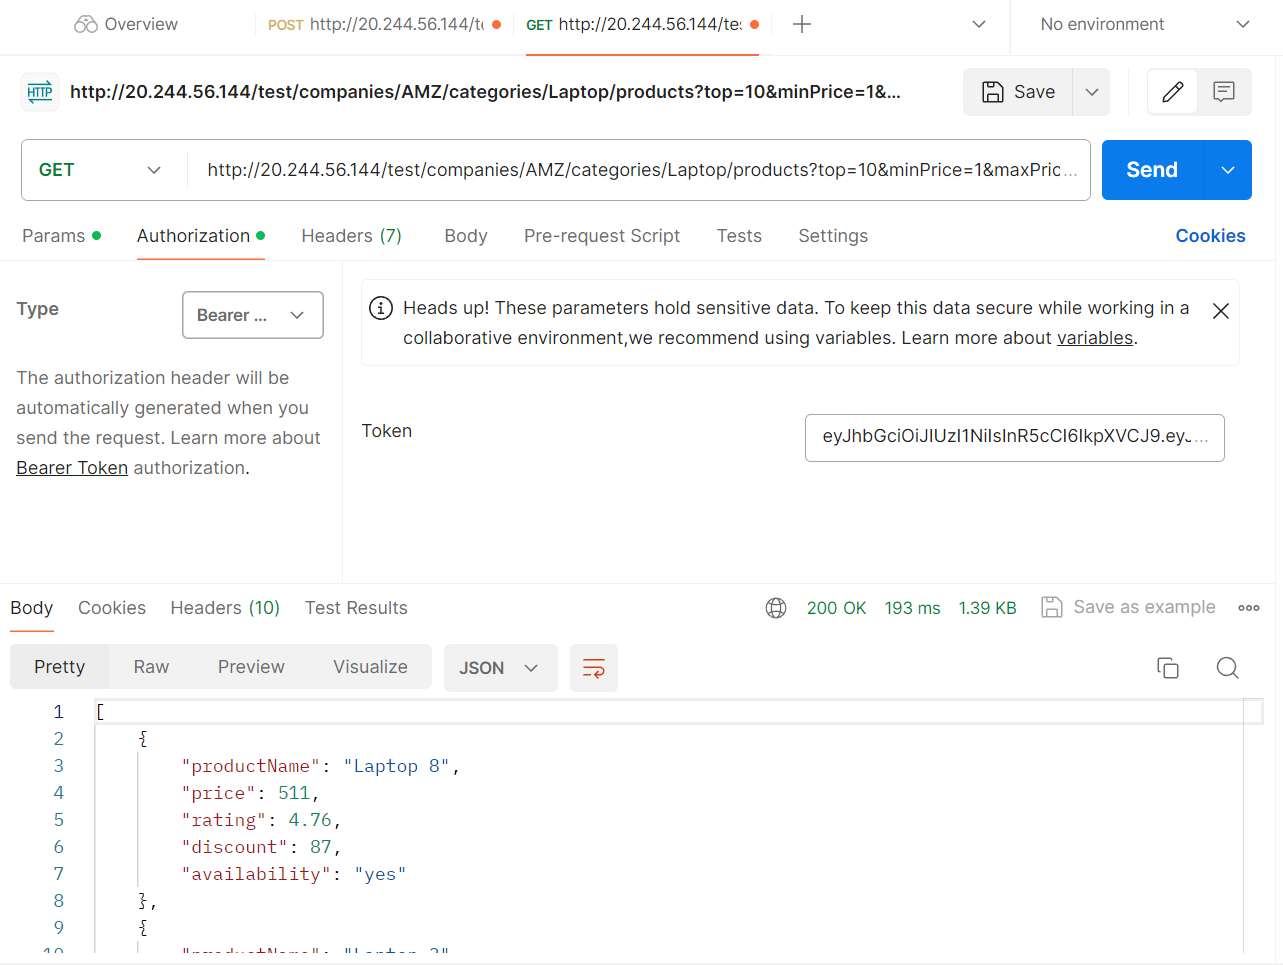 Overview
POST http://20.244.56.144/te
GET http://20.244.56.144/tes
No environment
HTTP
http://20.244.56.144/test/companies/AMZ/categories/Laptop/products?top=10&minPrice=1&...
Save
GET
http://20.244.56.144/test/companies/AMZ/categories/Laptop/products?top=10&minPrice=1&maxPric...
Send
Params
Authorization
Headers (7)
Body
Pre-request Script
Tests
Settings
Cookies
Type
Bearer ...
The authorization header will be
automatically generated when you
send the request. Learn more about
Bearer Token authorization.
Heads up! These parameters hold sensitive data. To keep this data secure while working in a
collaborative environment,we recommend using variables. Learn more about variables.
Token
eyJhbGciOiJIUzI1NiIsInR5cCI6IkpXVCJ9.eyJ...
Body
Cookies
Headers (10)
Test Results
200 OK
193 ms
1.39 KB
Save as example
Pretty
Raw
Preview
Visualize
JSON
1 [
2 {
3 "productName": "Laptop 8",
4 "price": 511,
5 "rating": 4.76,
6 "discount": 87,
7 "availability": "yes"
8 },
9 {
10 "productName": "Laptop